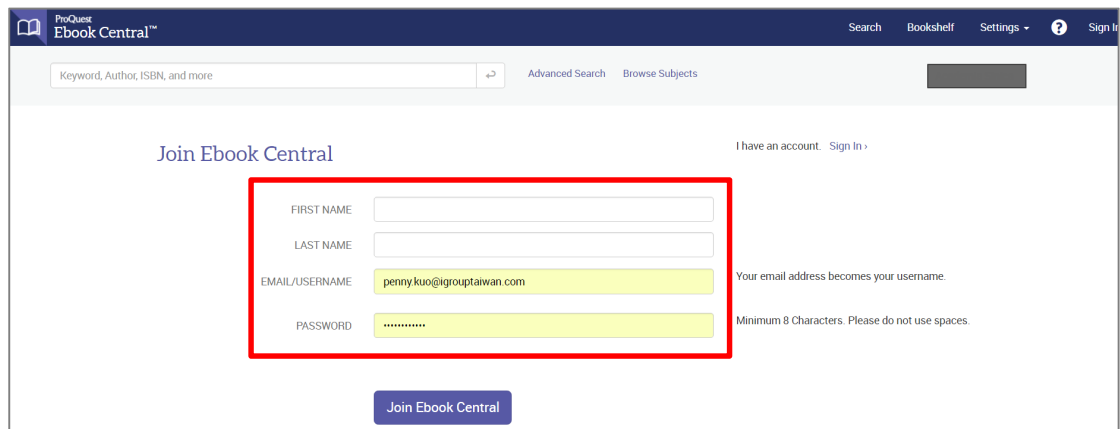 ProQuest
Ebook Central™
Search Bookshelf Settings ? Sign In
Keyword, Author, ISBN, and more Advanced Search Browse Subjects
Join Ebook Central I have an account. Sign In ›
FIRST NAME
LAST NAME
EMAIL/USERNAME penny.kuo@igrouptaiwan.com Your email address becomes your username.
PASSWORD •••••••••••• Minimum 8 Characters. Please do not use spaces.
Join Ebook Central